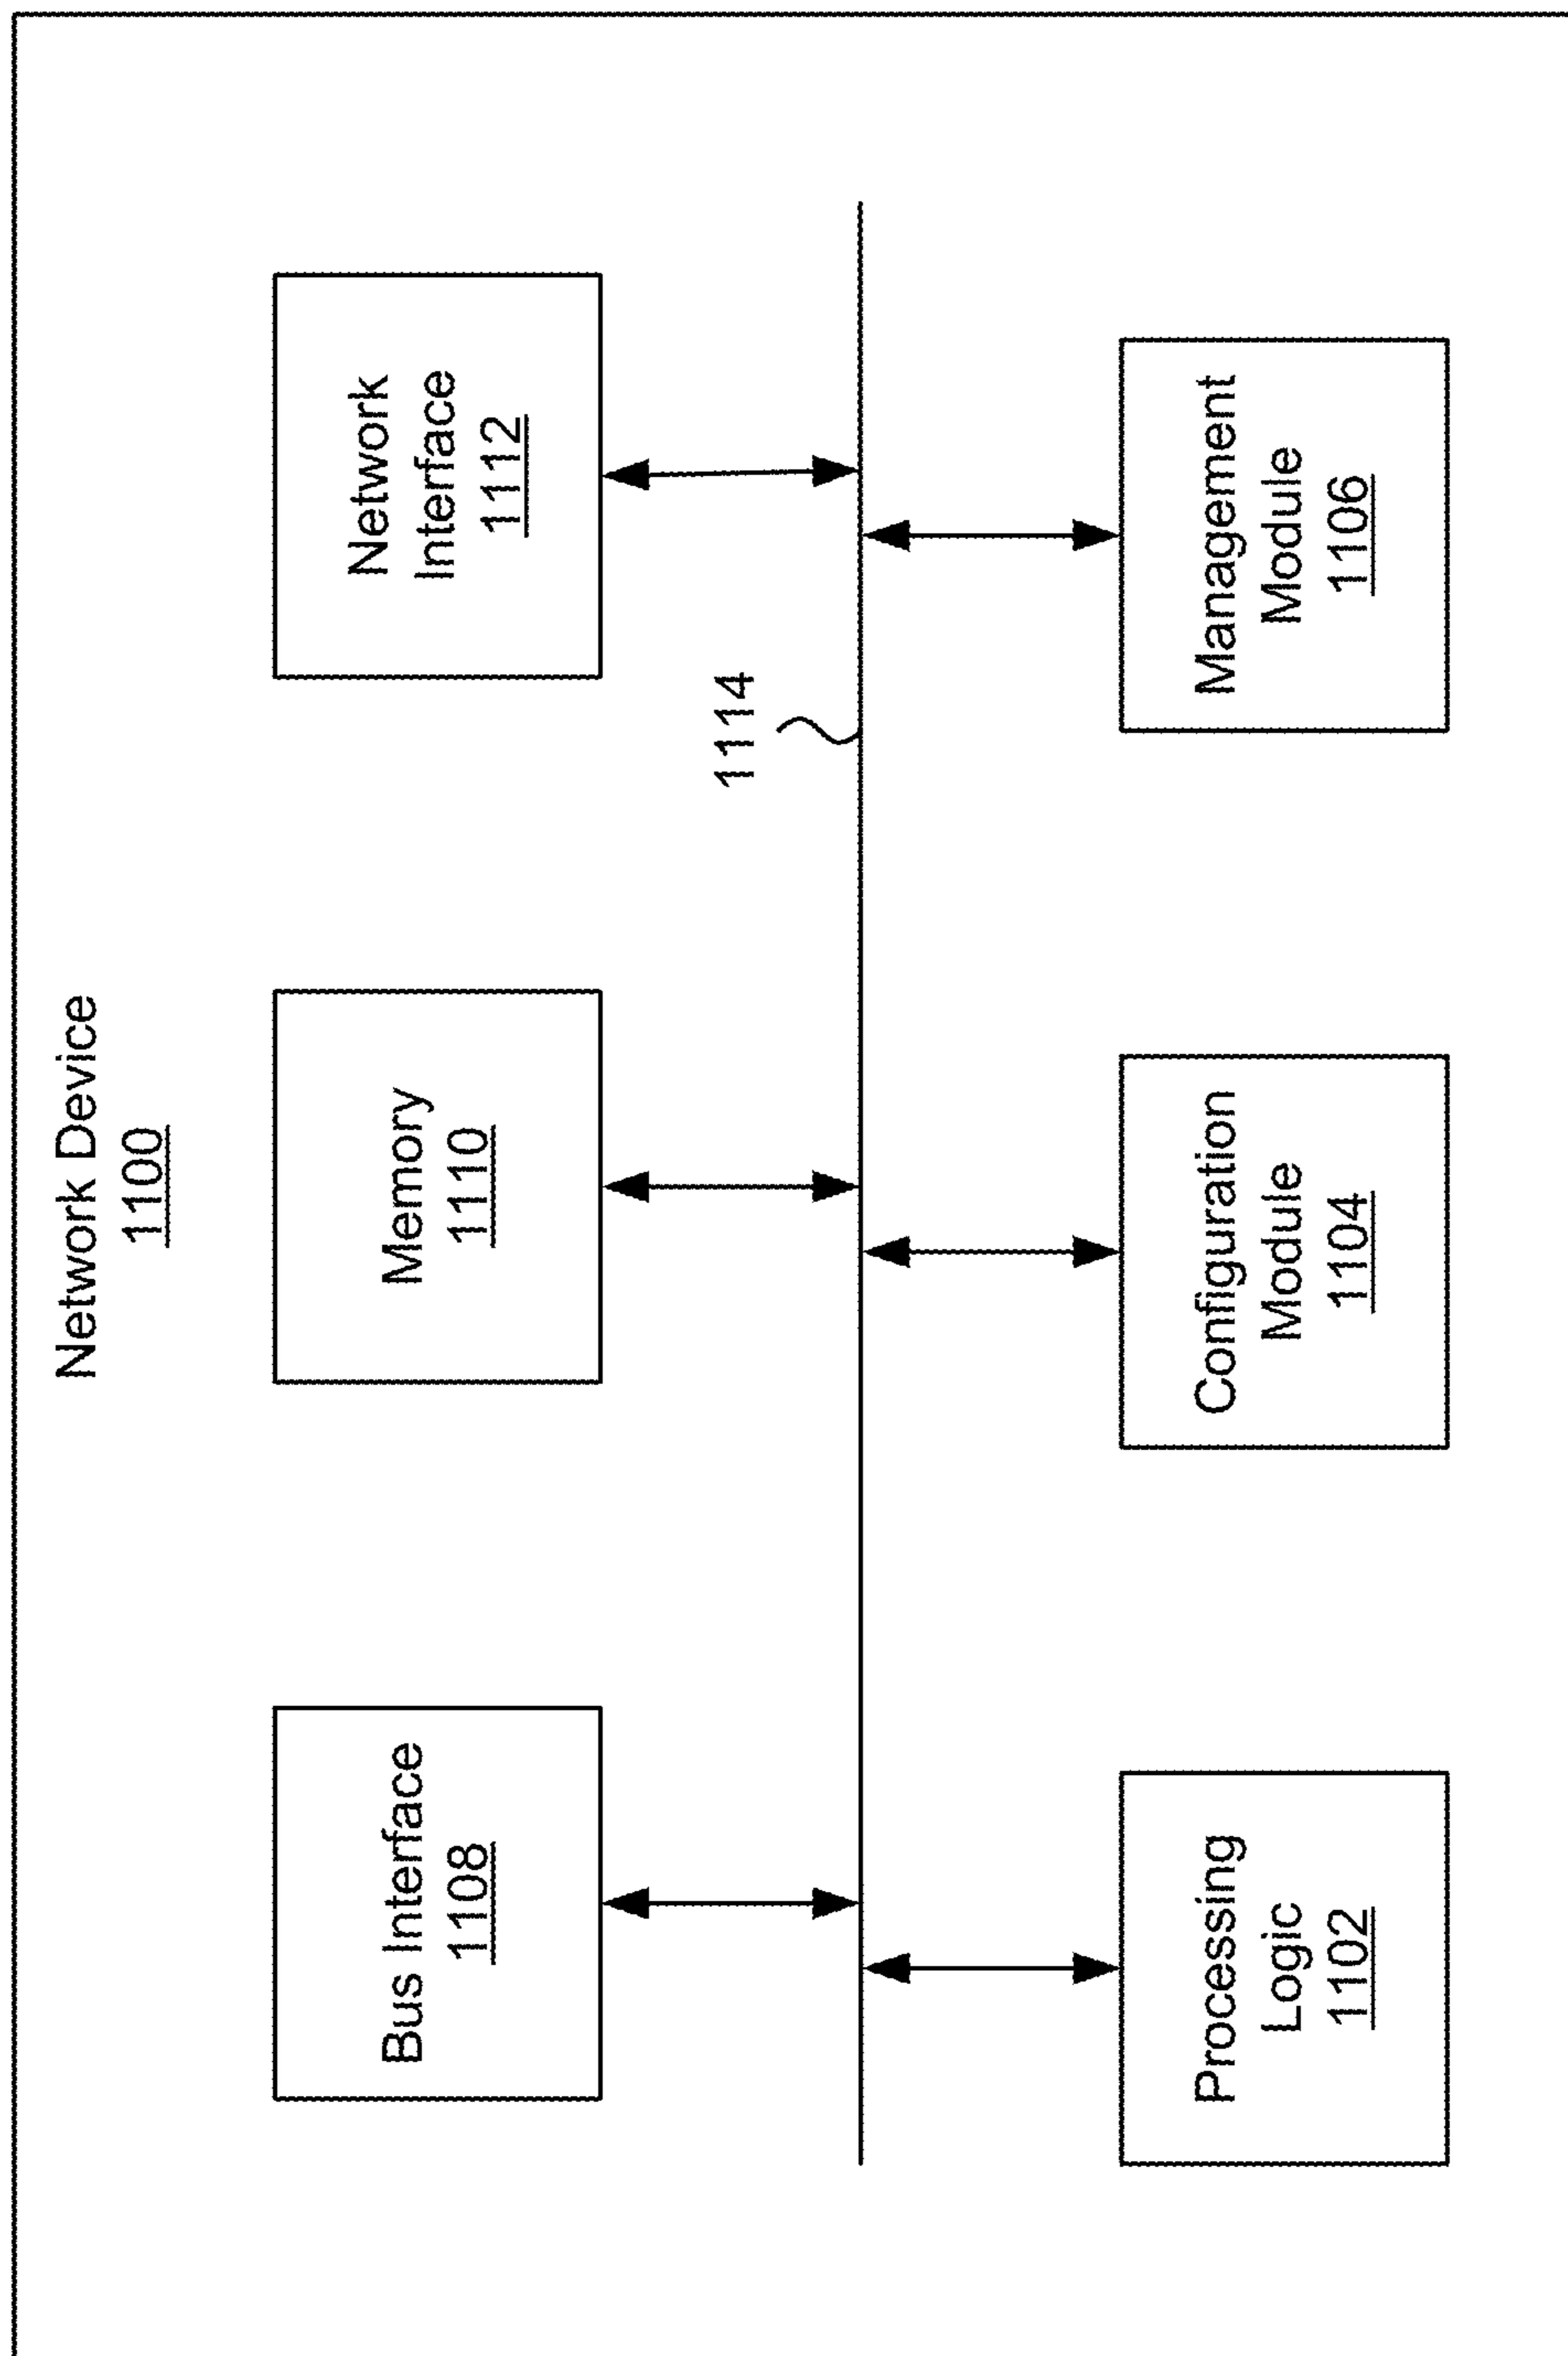 Network Device
1100
Bus Interface
1108
Memory
1110
Network
Interface
1112
1114
Processing
Logic
1102
Configuration
Module
1104
Management
Module
1106